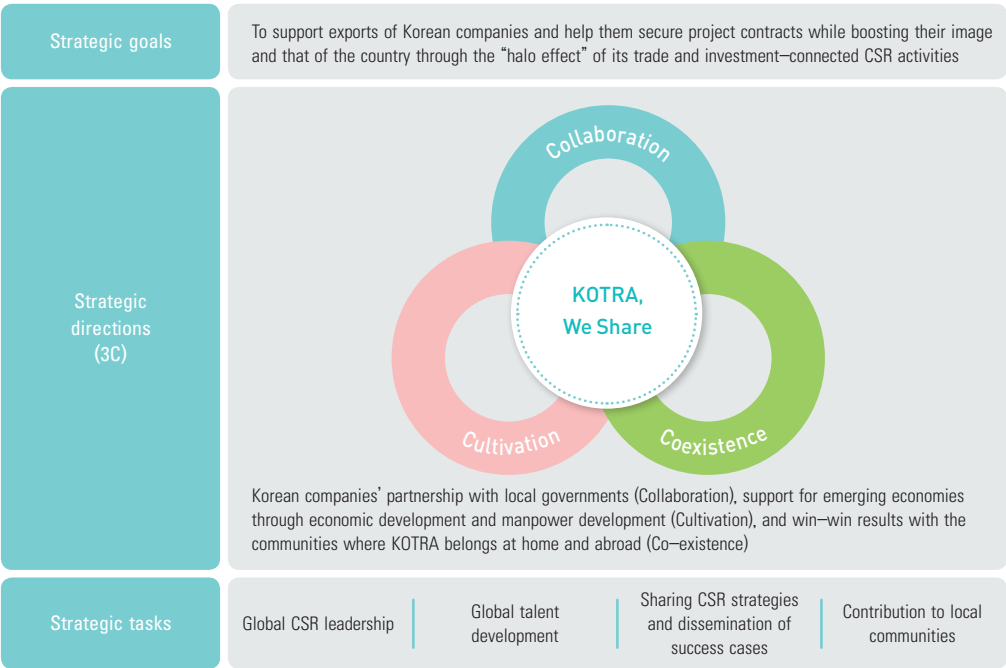 Strategic goals
To support exports of Korean companies and help them secure project contracts while boosting their image
and that of the country through the “halo effect” of its trade and investment–connected CSR activities
Strategic
directions
(3C)
Collaboration
KOTRA,
We Share
Cultivation
Coexistence
Korean companies’ partnership with local governments (Collaboration), support for emerging economies
through economic development and manpower development (Cultivation), and win–win results with the
communities where KOTRA belongs at home and abroad (Co–existence)
Strategic tasks
Global CSR leadership
Global talent
development
Sharing CSR strategies
and dissemination of
success cases
Contribution to local
communities